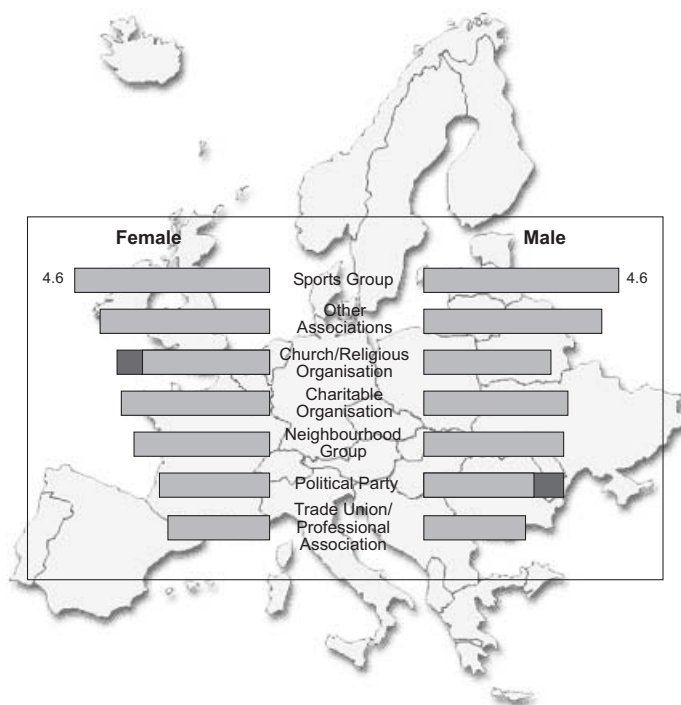 Female
Male
4.6
Sports Group
4.6
Other
Associations
Church/Religious
Organisation
Charitable
Organisation
Neighbourhood
Group
Political Party
Trade Union/
Professional
Association